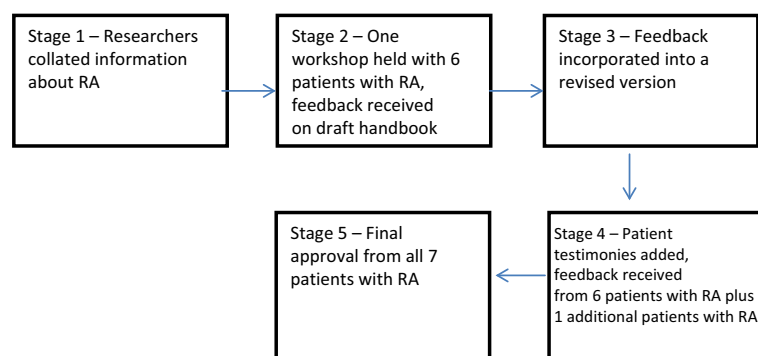 Stage 1 – Researchers
collated information
about RA
Stage 2 – One
workshop held with 6
patients with RA,
feedback received
on draft handbook
Stage 3 – Feedback
incorporated into a
revised version
Stage 4 – Patient
testimonies added,
feedback received
from 6 patients with RA plus
1 additional patients with RA
Stage 5 – Final
approval from all 7
patients with RA